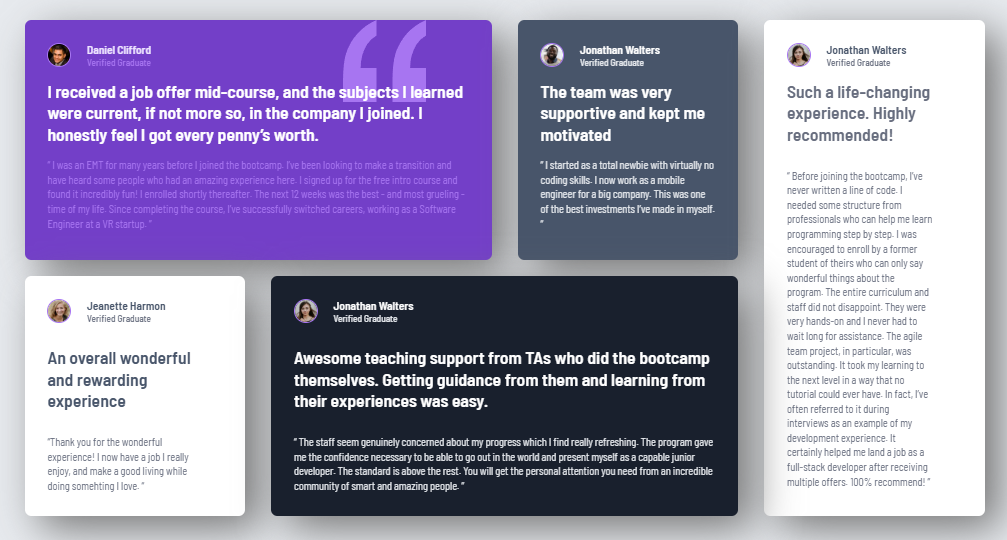 Daniel Clifford
Verified Graduate
I received a job offer mid-course, and the subjects I learned
were current, if not more so, in the company I joined. I
honestly feel I got every penny’s worth.
“ I was an EMT for many years before I joined the bootcamp. I’ve been looking to make a transition and
have heard some people who had an amazing experience here. I signed up for the free intro course and
found it incredibly fun! I enrolled shortly thereafter. The next 12 weeks was the best - and most grueling -
time of my life. Since completing the course, I’ve successfully switched careers, working as a Software
Engineer at a VR startup. ”
Jonathan Walters
Verified Graduate
The team was very
supportive and kept me
motivated
“ I started as a total newbie with virtually no
coding skills. I now work as a mobile
engineer for a big company. This was one
of the best investments I’ve made in myself.
”
Jonathan Walters
Verified Graduate
Such a life-changing
experience. Highly
recommended!
“ Before joining the bootcamp, I’ve
never written a line of code. I
needed some structure from
professionals who can help me learn
programming step by step. I was
encouraged to enroll by a former
student of theirs who can only say
wonderful things about the
program. The entire curriculum and
staff did not disappoint. They were
very hands-on and I never had to
wait long for assistance. The agile
team project, in particular, was
outstanding. It took my learning to
the next level in a way that no
tutorial could ever have. In fact, I’ve
often referred to it during
interviews as an example of my
development experience. It
certainly helped me land a job as a
full-stack developer after receiving
multiple offers. 100% recommend! ”
Jeanette Harmon
Verified Graduate
An overall wonderful
and rewarding
experience
“Thank you for the wonderful
experience! I now have a job I really
enjoy, and make a good living while
doing somehting I love. ”
Jonathan Walters
Verified Graduate
Awesome teaching support from TAs who did the bootcamp
themselves. Getting guidance from them and learning from
their experiences was easy.
“ The staff seem genuinely concerned about my progress which I find really refreshing. The program gave
me the confidence necessary to be able to go out in the world and present myself as a capable junior
developer. The standard is above the rest. You will get the personal attention you need from an incredible
community of smart and amazing people. ”